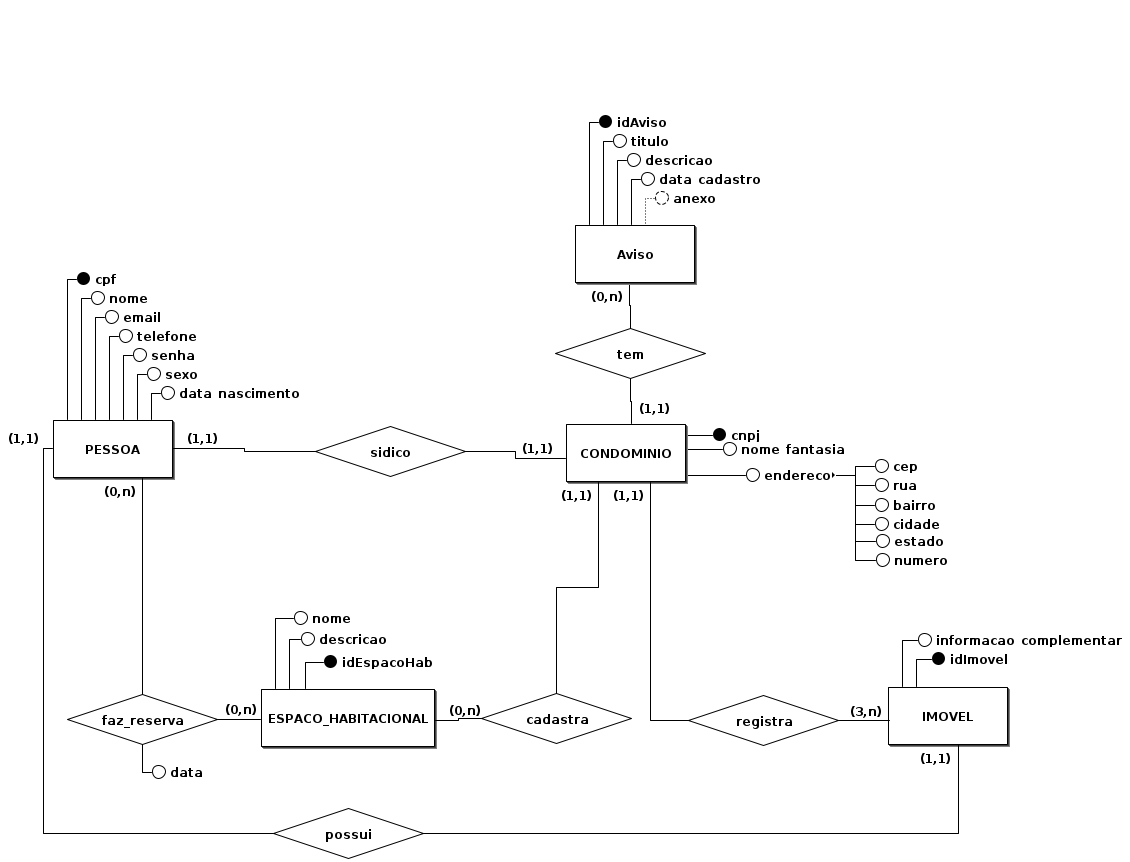 idAviso
titulo
descricao
data cadastro
anexo
Aviso
(0,n)
tem
(1,1)
cpf
nome
email
telefone
senha
sexo
data nascimento
(1,1)
PESSOA
(1,1)
(0,n)
sidico
(1,1)
CONDOMINIO
cnpj
nome fantasia
endereco
cep
rua
bairro
cidade
estado
numero
(1,1)
(1,1)
nome
descricao
idEspacoHab
faz_reserva
(0,n)
ESPACO_HABITACIONAL
(0,n)
cadastra
registra
(3,n)
informacao complementar
idImovel
IMOVEL
(1,1)
data
possui